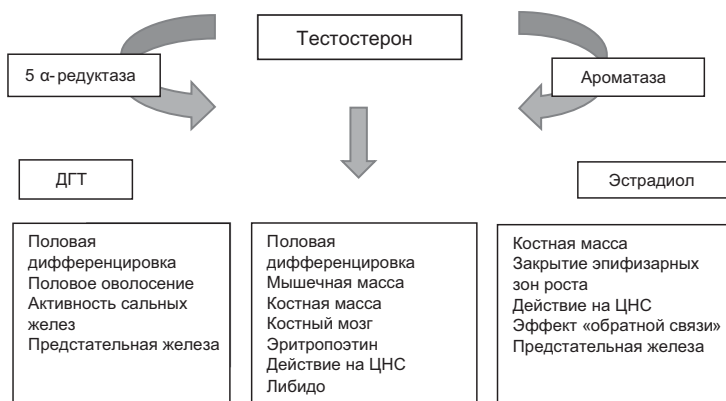 Тестостерон
5 α- редуктаза
Ароматаза
ДГТ
Эстрадиол
Половая
дифференцировка
Половое оволосение
Активность сальных
желез
Предстательная железа
Половая
дифференцировка
Мышечная масса
Костная масса
Костный мозг
Эритропоэтин
Действие на ЦНС
Либидо
Костная масса
Закрытие эпифизарных
зон роста
Действие на ЦНС
Эффект «обратной связи»
Предстательная железа